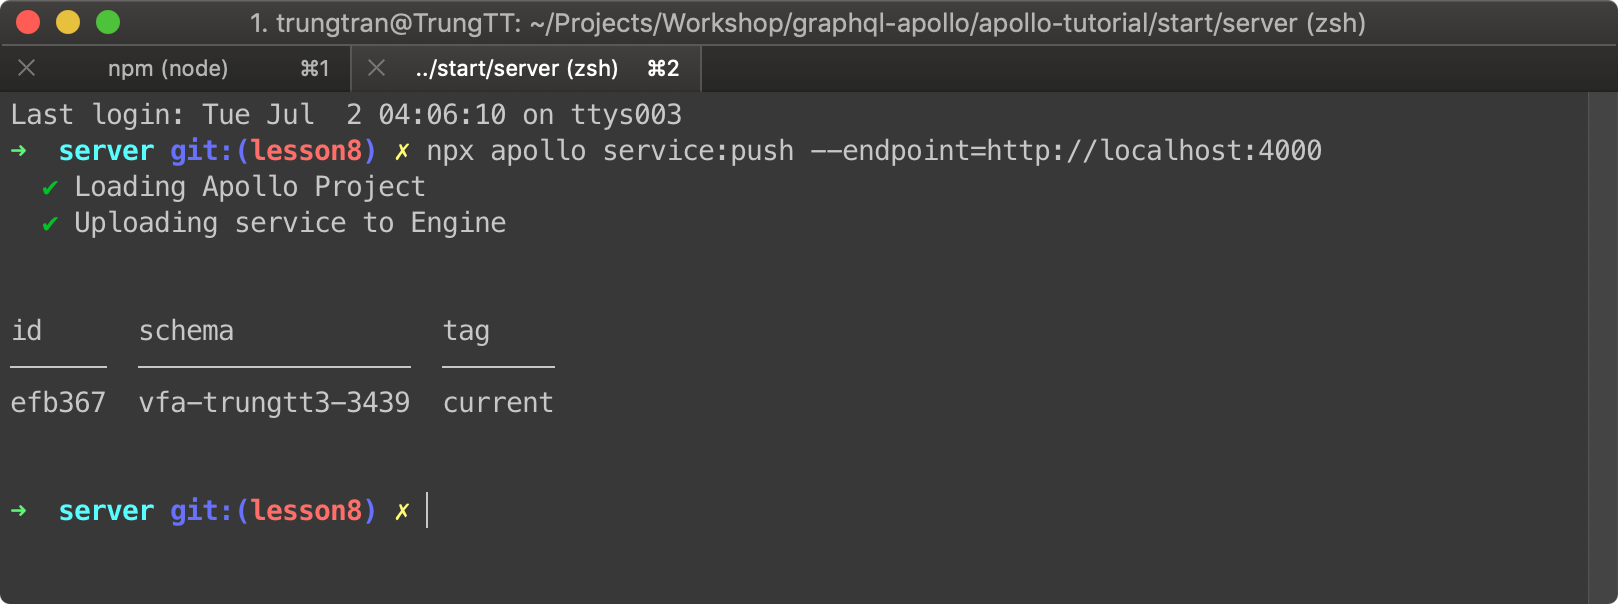 1. trungtran@TrungTT: ~/Projects/Workshop/graphql-apollo/apollo-tutorial/start/server (zsh)
npm (node) ⌘1 ../start/server (zsh) ⌘2
Last login: Tue Jul  2 04:06:10 on ttys003
➜  server git:(lesson8) ✗ npx apollo service:push --endpoint=http://localhost:4000
✔ Loading Apollo Project
✔ Uploading service to Engine
id schema tag
efb367 vfa-trungtt3-3439 current
➜  server git:(lesson8) ✗